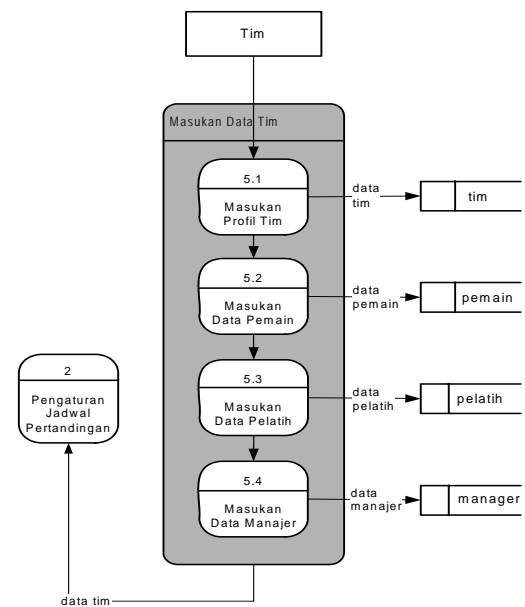 Tim
Masukan Data Tim
5.1
Masukan
Profil Tim
data
tim
tim
5.2
Masukan
Data Pemain
data
pemain
pemain
2
Pengaturan
Jadwal
Pertandingan
5.3
Masukan
Data Pelatih
data
pelatih
pelatih
5.4
Masukan
Data Manajer
data
manajer
manager
data tim